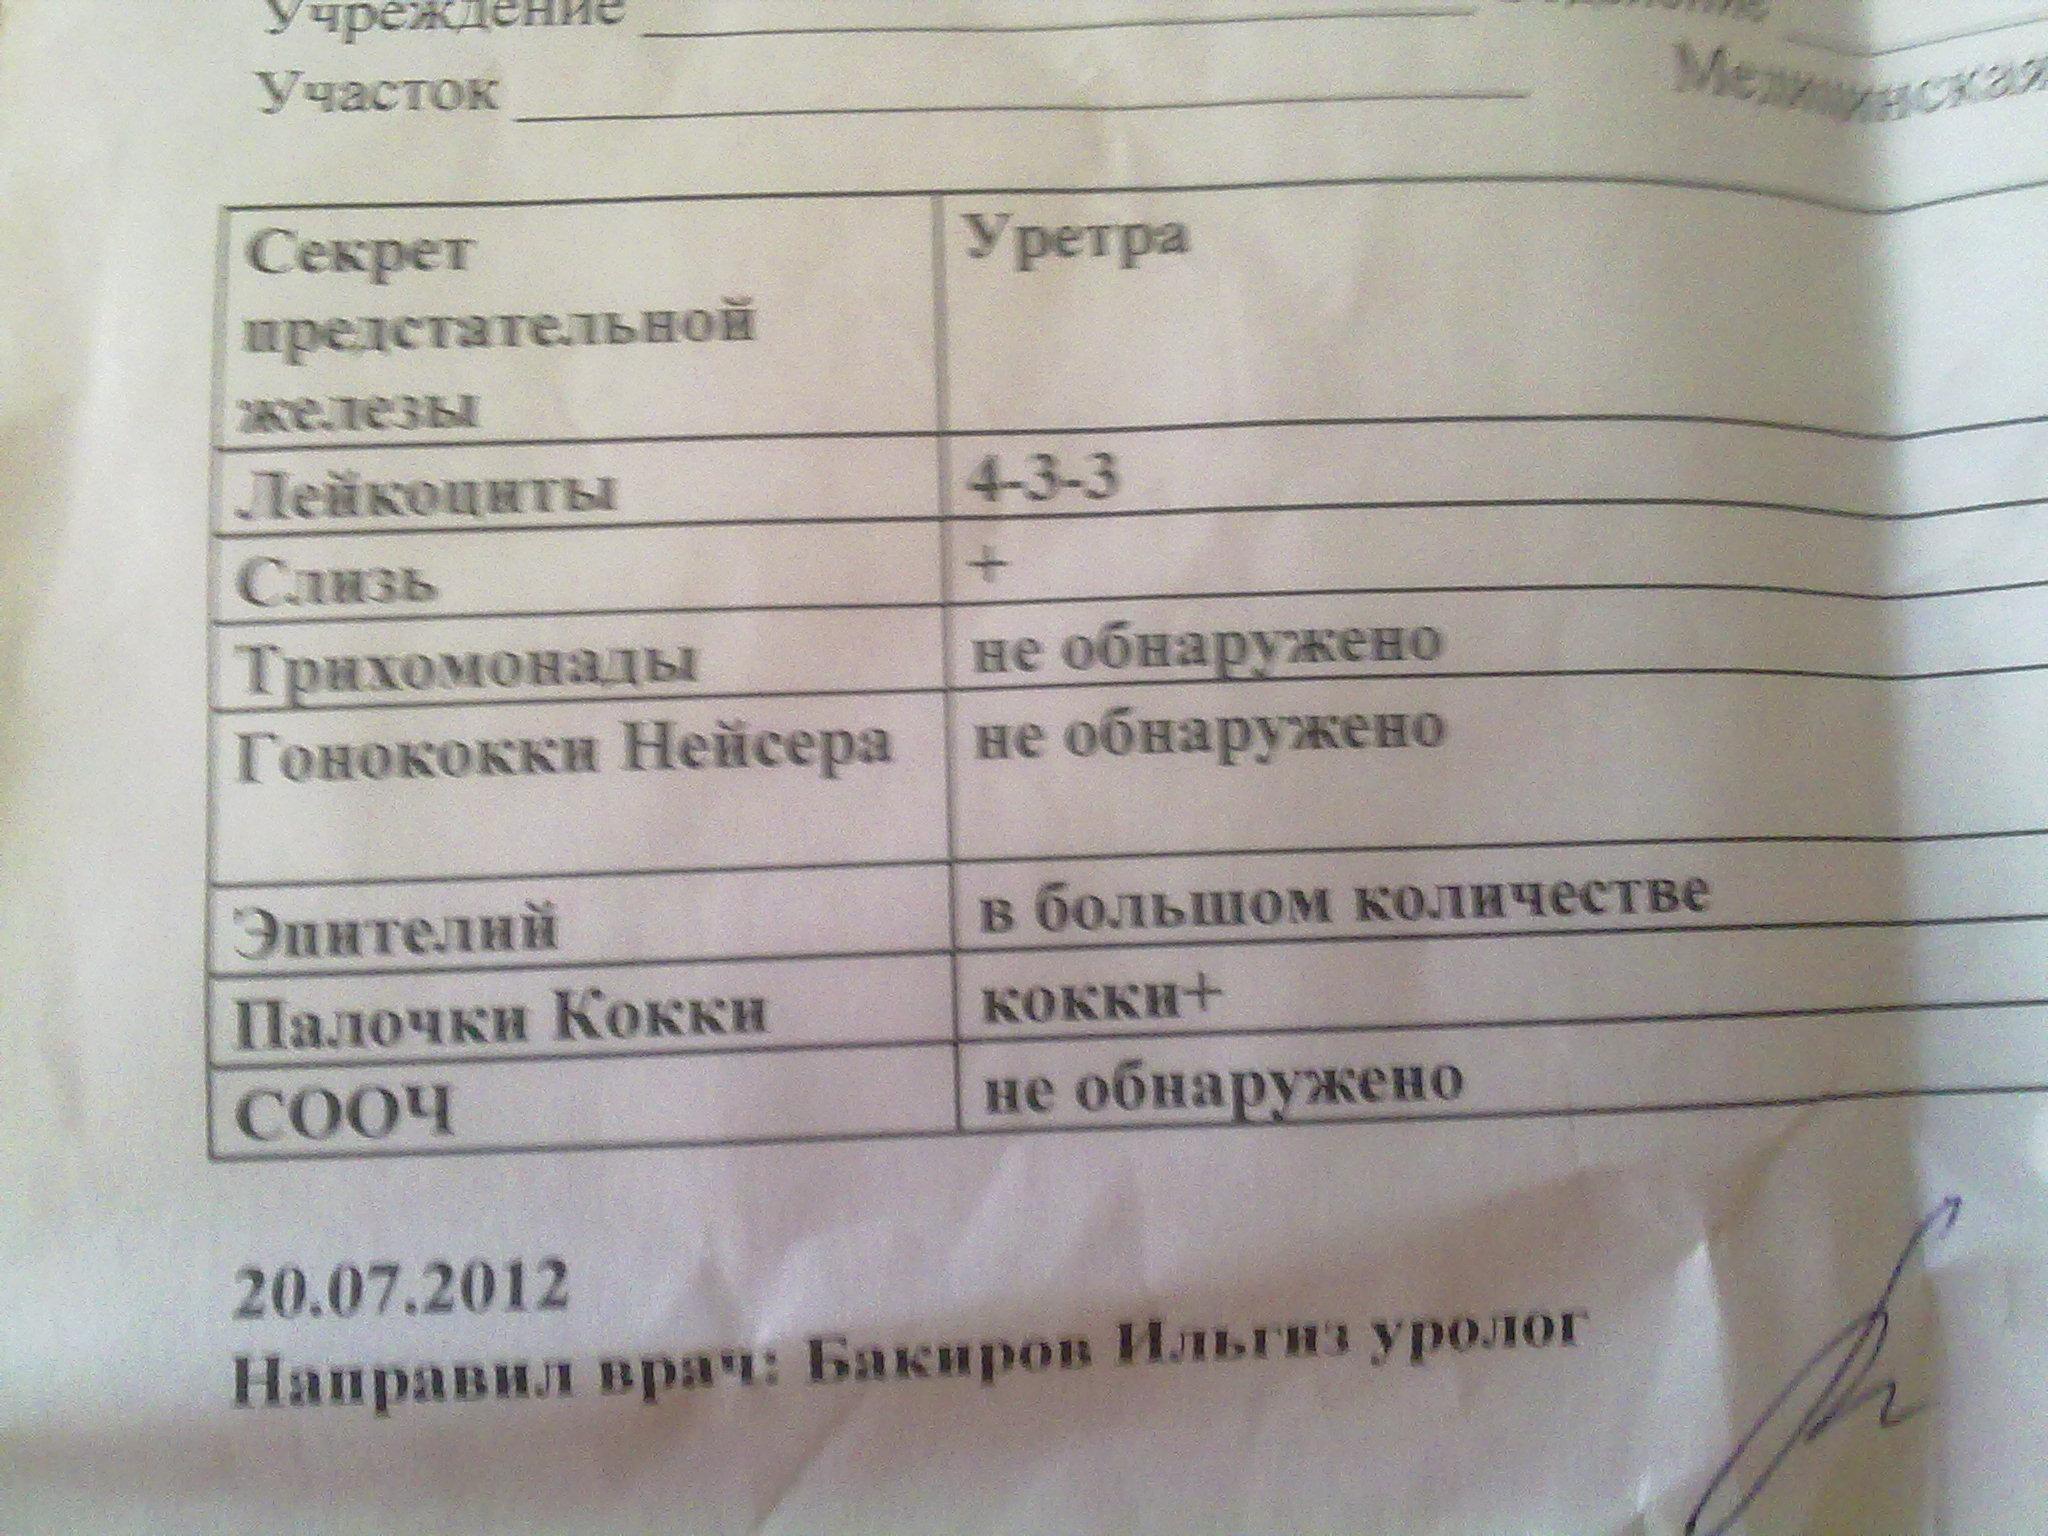 Учреждение
Участок Медицинская
Секрет предстательной железы Уретра
Лейкоциты 4-3-3
Слизь +
Трихомонады не обнаружено
Гонококки Нейсера не обнаружено
Эпителий в большом количестве
Палочки Кокки кокки+
СООЧ не обнаружено
20.07.2012
Направил врач: Бакиров Ильгиз уролог